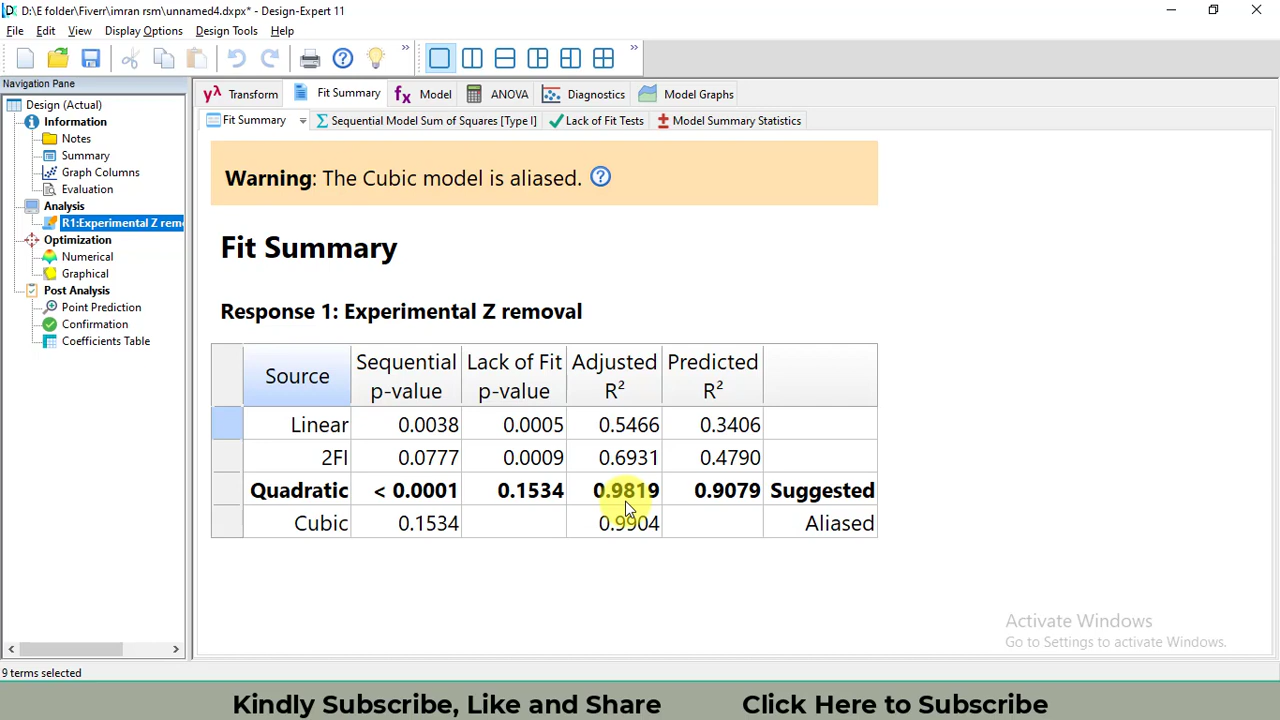 D:\E folder\Fiverr\imran rsm\unnamed4.dxpx* - Design-Expert 11
File Edit View Display Options Design Tools Help
Navigation Pane
Design (Actual)
Information
Notes
Summary
Graph Columns
Evaluation
Analysis
R1:Experimental Z rem
Optimization
Numerical
Graphical
Post Analysis
Point Prediction
Confirmation
Coefficients Table
9 terms selected
yλ Transform Fit Summary fx Model ANOVA Diagnostics Model Graphs
Fit Summary Sequential Model Sum of Squares [Type I] Lack of Fit Tests Model Summary Statistics
Warning: The Cubic model is aliased. ?
Fit Summary
Response 1: Experimental Z removal
Source Sequential p-value Lack of Fit p-value Adjusted R² Predicted R²
Linear 0.0038 0.0005 0.5466 0.3406
2FI 0.0777 0.0009 0.6931 0.4790
Quadratic < 0.0001 0.1534 0.9819 0.9079 Suggested
Cubic 0.1534 0.9904 Aliased
Activate Windows
Go to Settings to activate Windows.
Kindly Subscribe, Like and Share Click Here to Subscribe